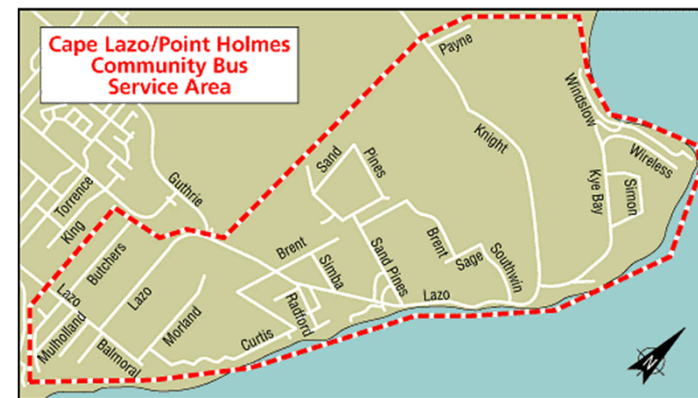 Cape Lazo/Point Holmes
Community Bus
Service Area
Payne
Windslow
Wireless
Knight
Kye Bay
Simon
Sand
Pines
Guthrie
Torrence
King
Butchers
Lazo
Lazo
Mulholland
Balmoral
Morland
Brent
Simba
Radford
Curtis
Sand Pines
Brent
Sage
Southwin
Lazo
N